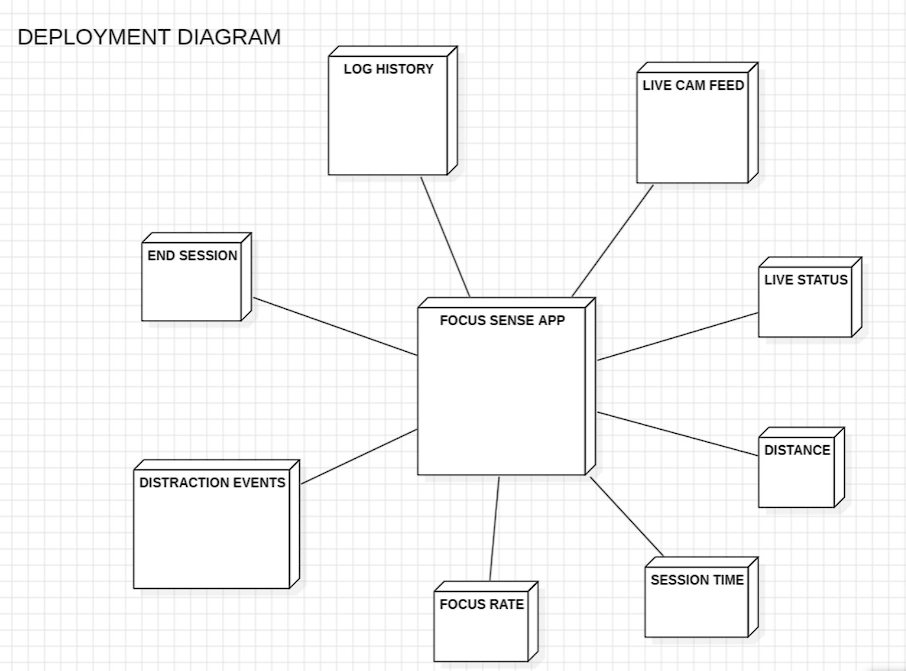 DEPLOYMENT DIAGRAM
LOG HISTORY
LIVE CAM FEED
END SESSION
LIVE STATUS
FOCUS SENSE APP
DISTANCE
DISTRACTION EVENTS
SESSION TIME
FOCUS RATE